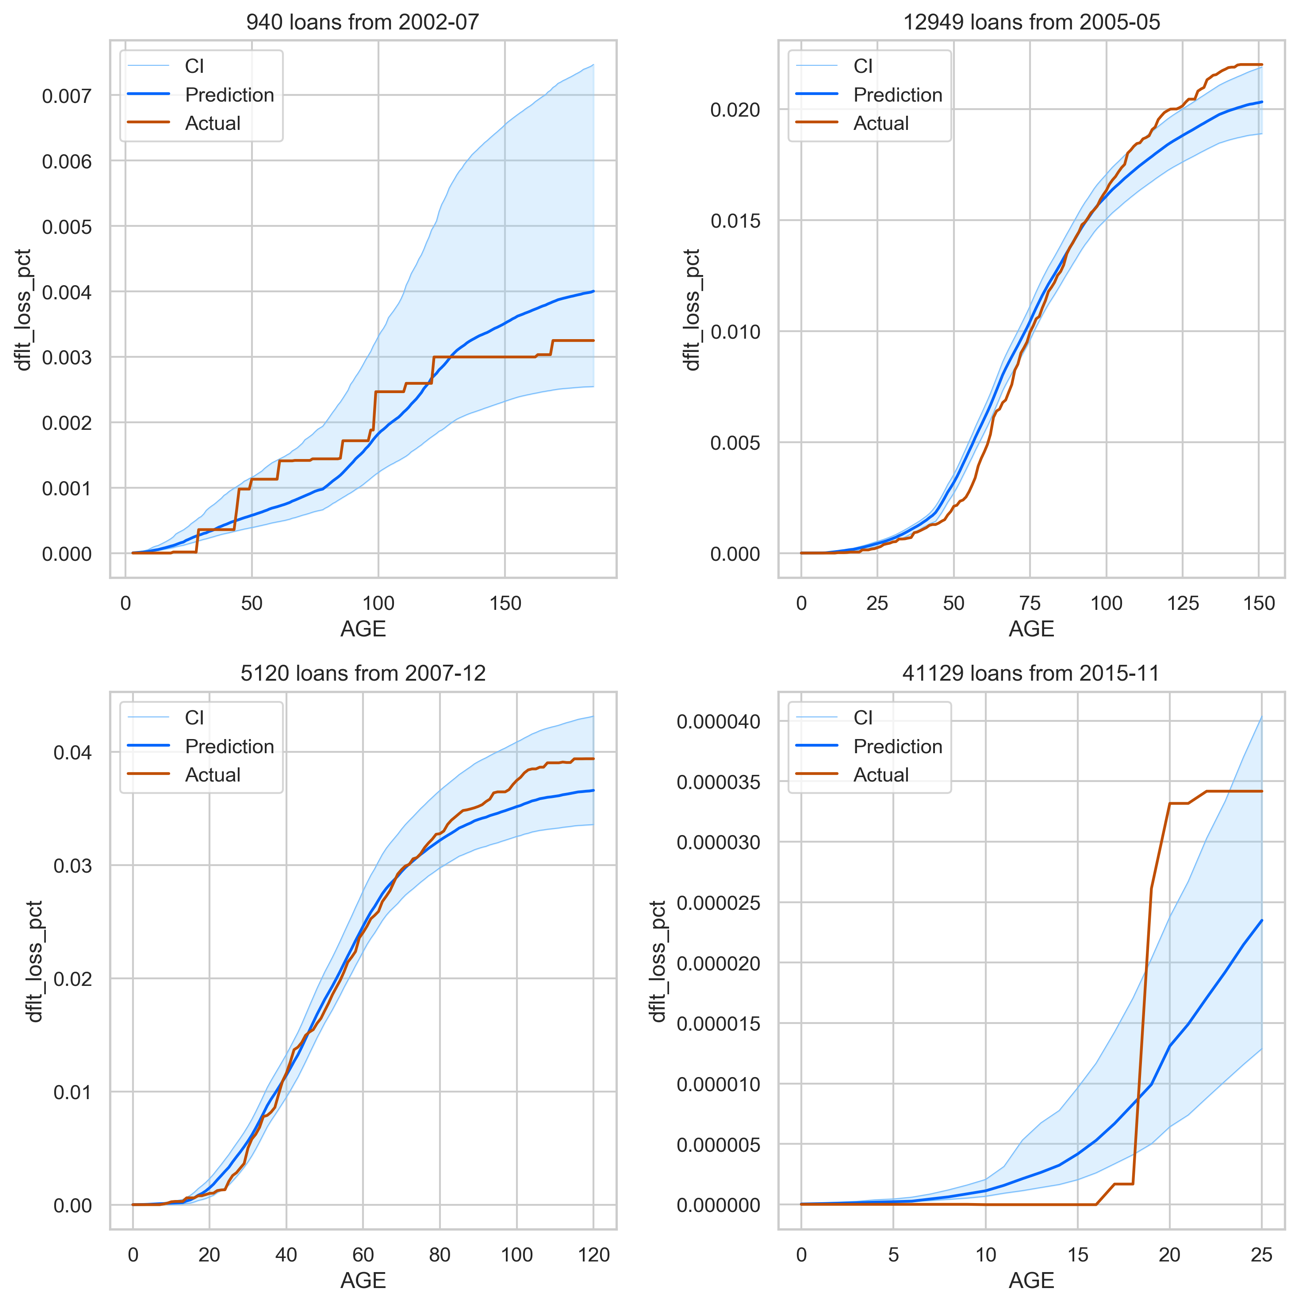 940 loans from 2002-07
CI
Prediction
Actual
0.007
0.006
0.005
0.004
0.003
0.002
0.001
0.000
dflt_loss_pct
0 50 100 150
AGE
12949 loans from 2005-05
CI
Prediction
Actual
0.020
0.015
0.010
0.005
0.000
dflt_loss_pct
0 25 50 75 100 125 150
AGE
5120 loans from 2007-12
CI
Prediction
Actual
0.04
0.03
0.02
0.01
0.00
dflt_loss_pct
0 20 40 60 80 100 120
AGE
41129 loans from 2015-11
CI
Prediction
Actual
0.000040
0.000035
0.000030
0.000025
0.000020
0.000015
0.000010
0.000005
0.000000
dflt_loss_pct
0 5 10 15 20 25
AGE